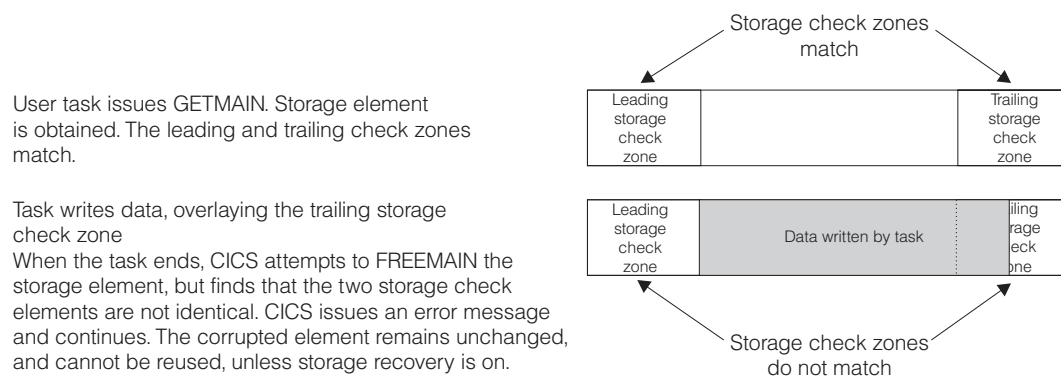 Storage check zones
match
User task issues GETMAIN. Storage element
is obtained. The leading and trailing check zones
match.
Leading
storage
check
zone
Trailing
storage
check
zone
Task writes data, overlaying the trailing storage
check zone
When the task ends, CICS attempts to FREEMAIN the
storage element, but finds that the two storage check
elements are not identical. CICS issues an error message
and continues. The corrupted element remains unchanged,
and cannot be reused, unless storage recovery is on.
Leading
storage
check
zone
Data written by task
iling
rage
eck
one
Storage check zones
do not match